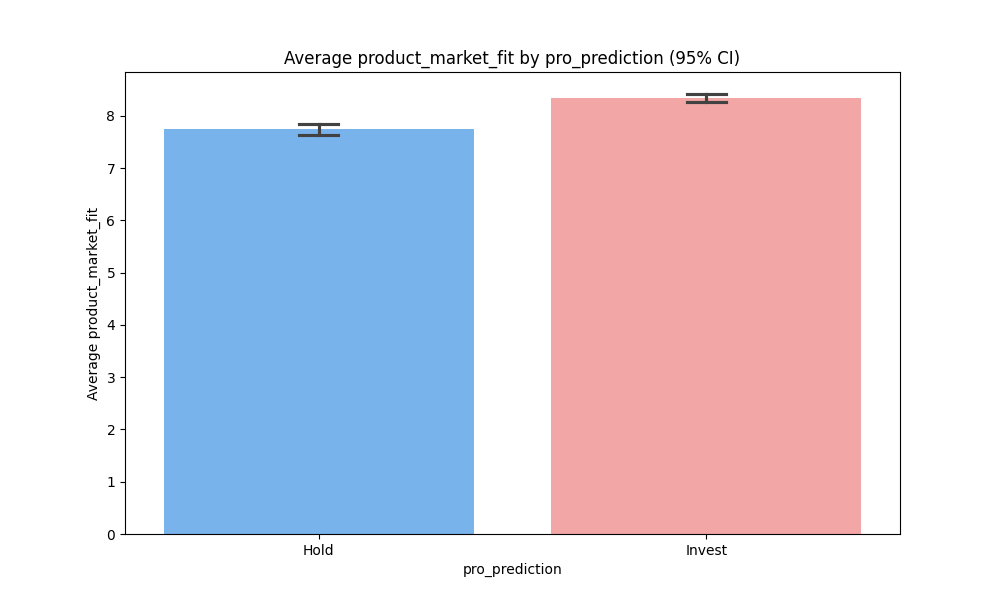 Average product_market_fit by pro_prediction (95% CI)
Average product_market_fit
8
7
6
5
4
3
2
1
0
Hold
Invest
pro_prediction